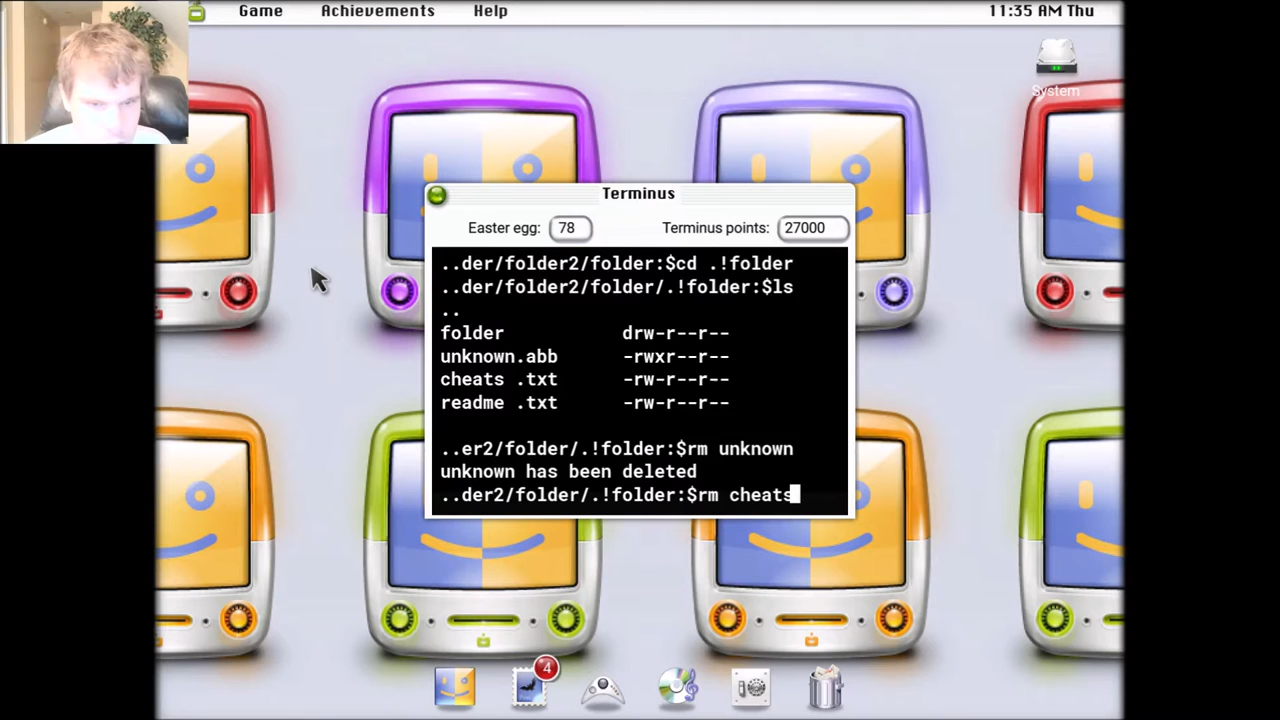 Game Achievements Help 11:35 AM Thu
System
Terminus
Easter egg: 78 Terminus points: 27000
..der/folder2/folder:$cd .!folder
..der/folder2/folder/.!folder:$ls
..
folder drw-r--r--
unknown.abb -rwxr--r--
cheats .txt -rw-r--r--
readme .txt -rw-r--r--
..er2/folder/.!folder:$rm unknown
unknown has been deleted
..der2/folder/.!folder:$rm cheats
4